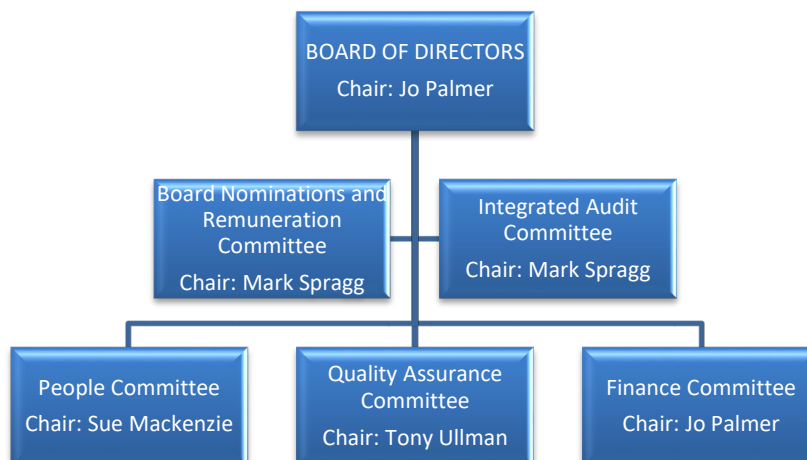 BOARD OF DIRECTORS
Chair: Jo Palmer
Board Nominations and
Remuneration
Committee
Chair: Mark Spragg
Integrated Audit
Committee
Chair: Mark Spragg
People Committee
Chair: Sue Mackenzie
Quality Assurance
Committee
Chair: Tony Ullman
Finance Committee
Chair: Jo Palmer